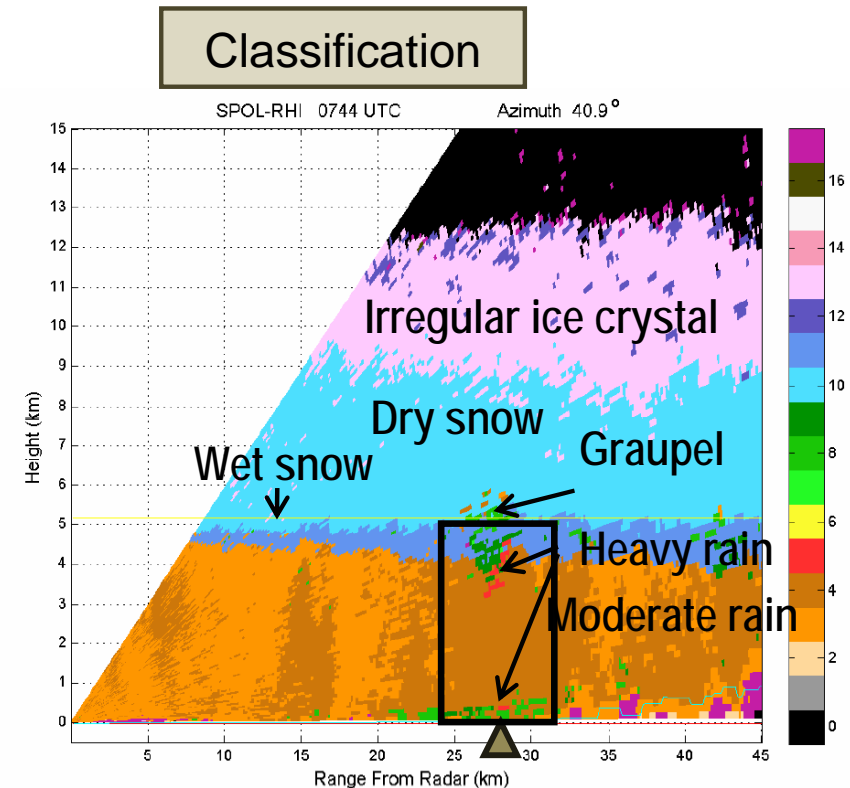 Classification
SPOL-RHI 0744 UTC Azimuth 40.9°
15
14
13
12
11
10
9
8
7
6
5
4
3
2
1
0
Height (km)
Irregular ice crystal
Dry snow
Graupel
Wet snow
Heavy rain
Moderate rain
16
14
12
10
8
6
4
2
0
5 10 15 20 25 30 35 40 45
Range From Radar (km)